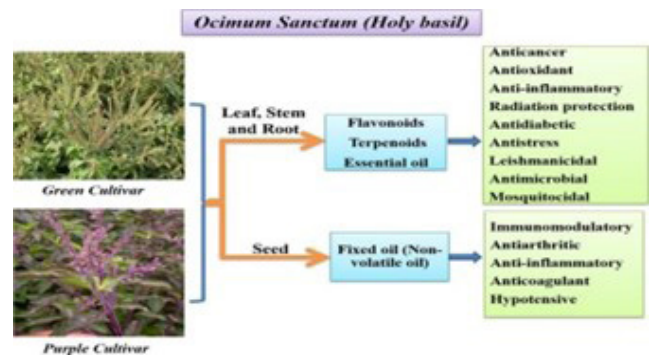 Ocimum Sanctum (Holy basil)
Green Cultivar
Purple Cultivar
Leaf, Stem
and Root
Seed
Flavonoids
Terpenoids
Essential oil
Fixed oil (Non-
volatile oil)
Anticancer
Antioxidant
Anti-inflammatory
Radiation protection
Antidiabetic
Antistress
Leishmanicidal
Antimicrobial
Mosquitocidal
Immunomodulatory
Antiarthritic
Anti-inflammatory
Anticoagulant
Hypotensive